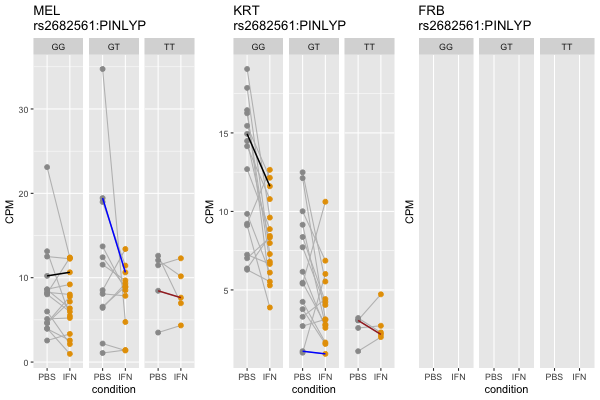 MEL
rs2682561:PINLYP
GG GT TT
CPM
30
20
10
0
PBS IFN PBS IFN PBS IFN
condition
KRT
rs2682561:PINLYP
GG GT TT
CPM
15
10
5
PBS IFN PBS IFN PBS IFN
condition
FRB
rs2682561:PINLYP
GG GT TT
CPM
PBS IFN PBS IFN PBS IFN
condition